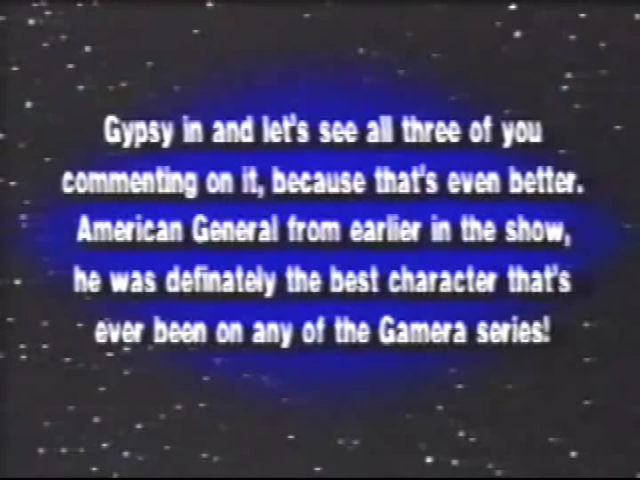 Gypsy in and let's see all three of you
commenting on it, because that's even better.
American General from earlier in the show,
he was definately the best character that's
ever been on any of the Gamera series!